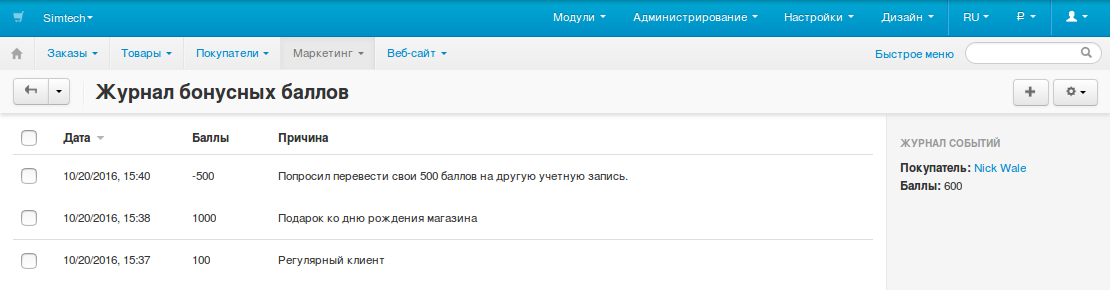 Simtech Модули Администрирование Настройки Дизайн RU ₽
Заказы Товары Покупатели Маркетинг Веб-сайт Быстрое меню
Журнал бонусных баллов
Дата Баллы Причина
10/20/2016, 15:40 -500 Попросил перевести свои 500 баллов на другую учетную запись.
10/20/2016, 15:38 1000 Подарок ко дню рождения магазина
10/20/2016, 15:37 100 Регулярный клиент
ЖУРНАЛ СОБЫТИЙ
Покупатель: Nick Wale
Баллы: 600